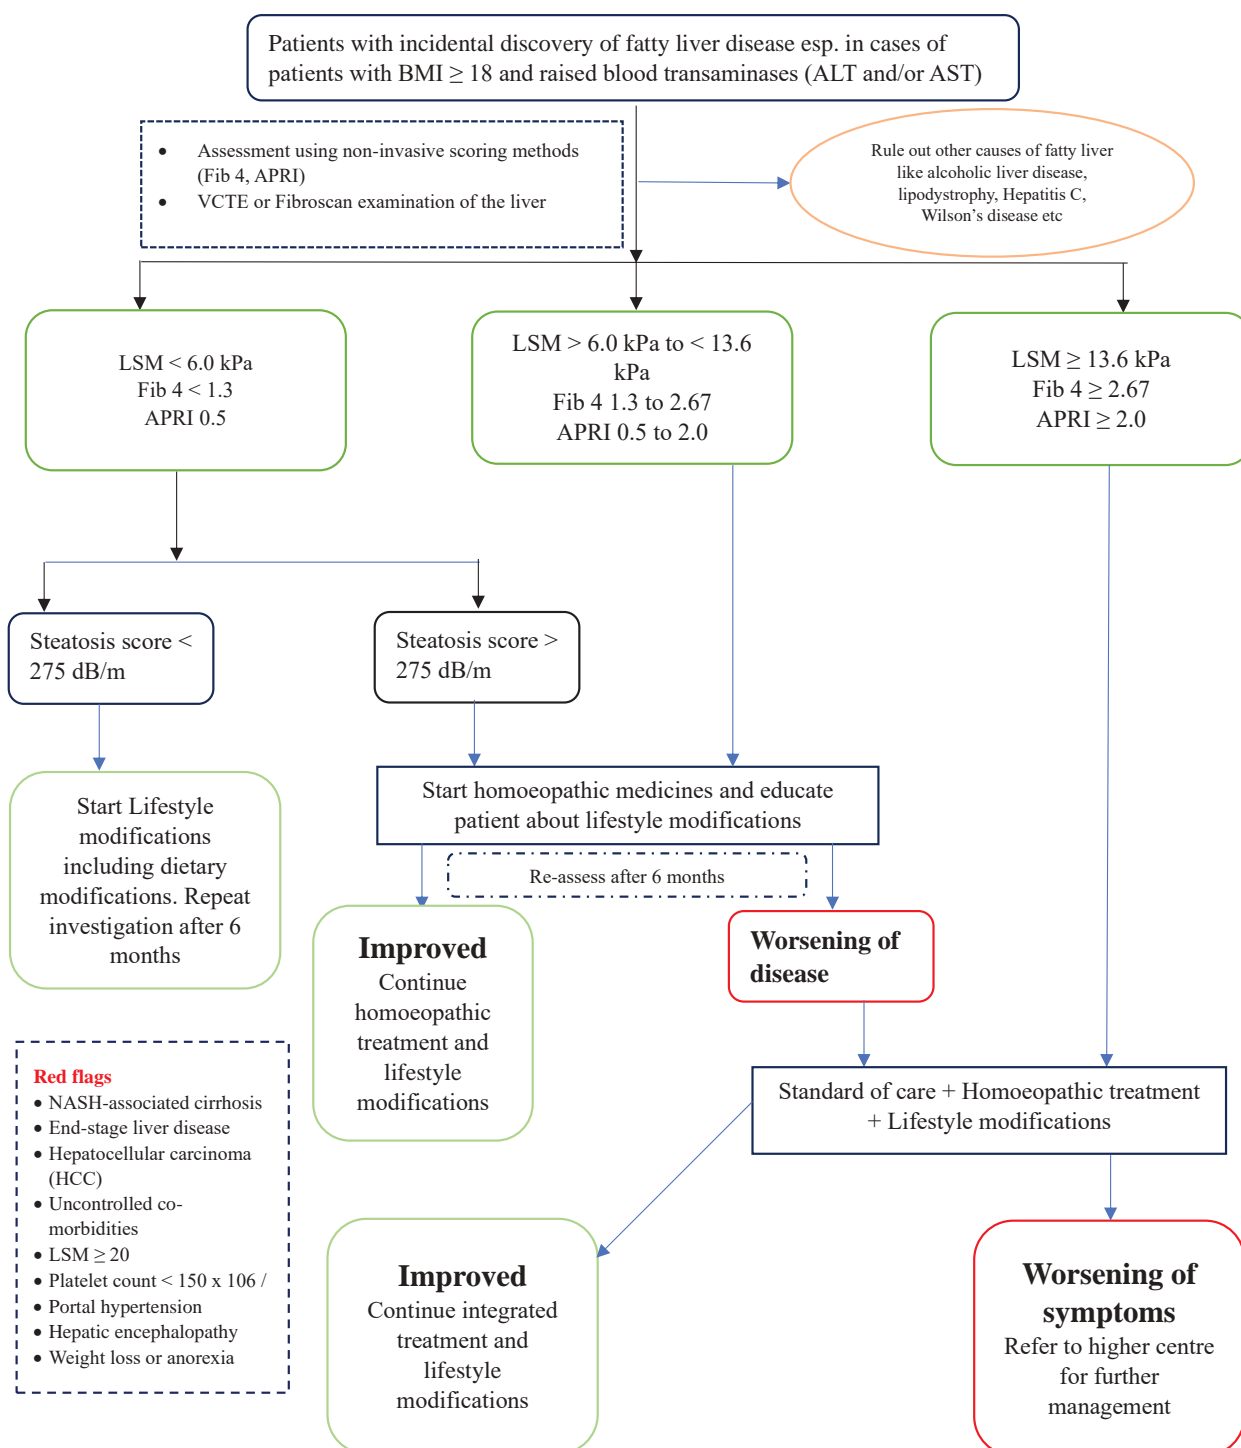 Patients with incidental discovery of fatty liver disease esp. in cases of
patients with BMI ≥ 18 and raised blood transaminases (ALT and/or AST)
• Assessment using non-invasive scoring methods
(Fib 4, APRI)
• VCTE or Fibroscan examination of the liver
Rule out other causes of fatty liver
like alcoholic liver disease,
lipodystrophy, Hepatitis C,
Wilson's disease etc
LSM < 6.0 kPa
Fib 4 < 1.3
APRI 0.5
LSM > 6.0 kPa to < 13.6
kPa
Fib 4 1.3 to 2.67
APRI 0.5 to 2.0
LSM ≥ 13.6 kPa
Fib 4 ≥ 2.67
APRI ≥ 2.0
Steatosis score <
275 dB/m
Steatosis score >
275 dB/m
Start Lifestyle
modifications
including dietary
modifications. Repeat
investigation after 6
months
Start homoeopathic medicines and educate
patient about lifestyle modifications
Re-assess after 6 months
Improved
Continue
homoeopathic
treatment and
lifestyle
modifications
Worsening of
disease
Standard of care + Homoeopathic treatment
+ Lifestyle modifications
Red flags
• NASH-associated cirrhosis
• End-stage liver disease
• Hepatocellular carcinoma
(HCC)
• Uncontrolled co-
morbidities
• LSM ≥ 20
• Platelet count < 150 x 106 /
• Portal hypertension
• Hepatic encephalopathy
• Weight loss or anorexia
Improved
Continue integrated
treatment and
lifestyle
modifications
Worsening of
symptoms
Refer to higher centre
for further
management